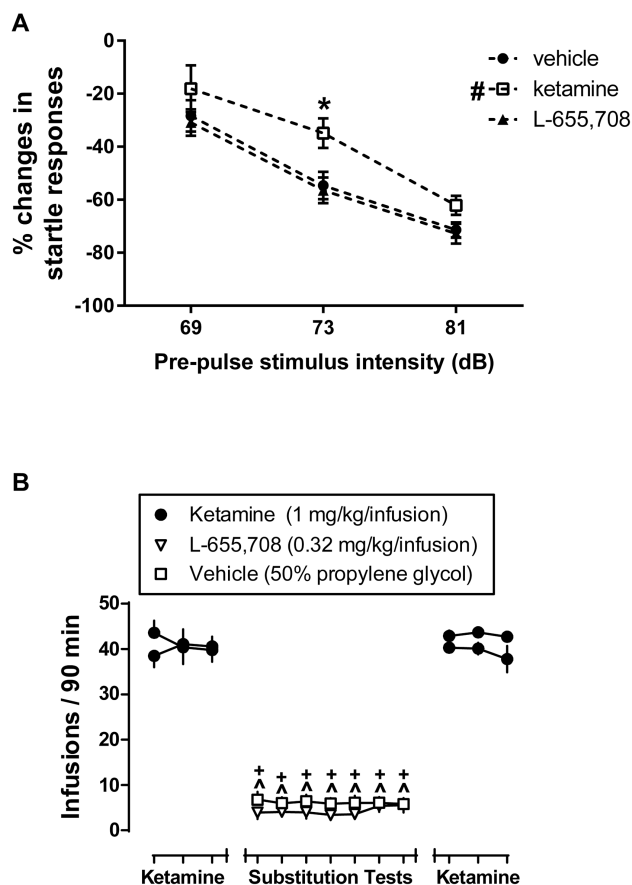 A
0
-20
-40
-60
-80
-100
% changes in
startle responses
*
vehicle
# ketamine
L-655,708
69 73 81
Pre-pulse stimulus intensity (dB)
B
Ketamine (1 mg/kg/infusion)
L-655,708 (0.32 mg/kg/infusion)
Vehicle (50% propylene glycol)
50
40
30
20
10
0
Infusions / 90 min
+ + + + + + +
^ ^ ^ ^ ^ ^ ^
Ketamine Substitution Tests Ketamine